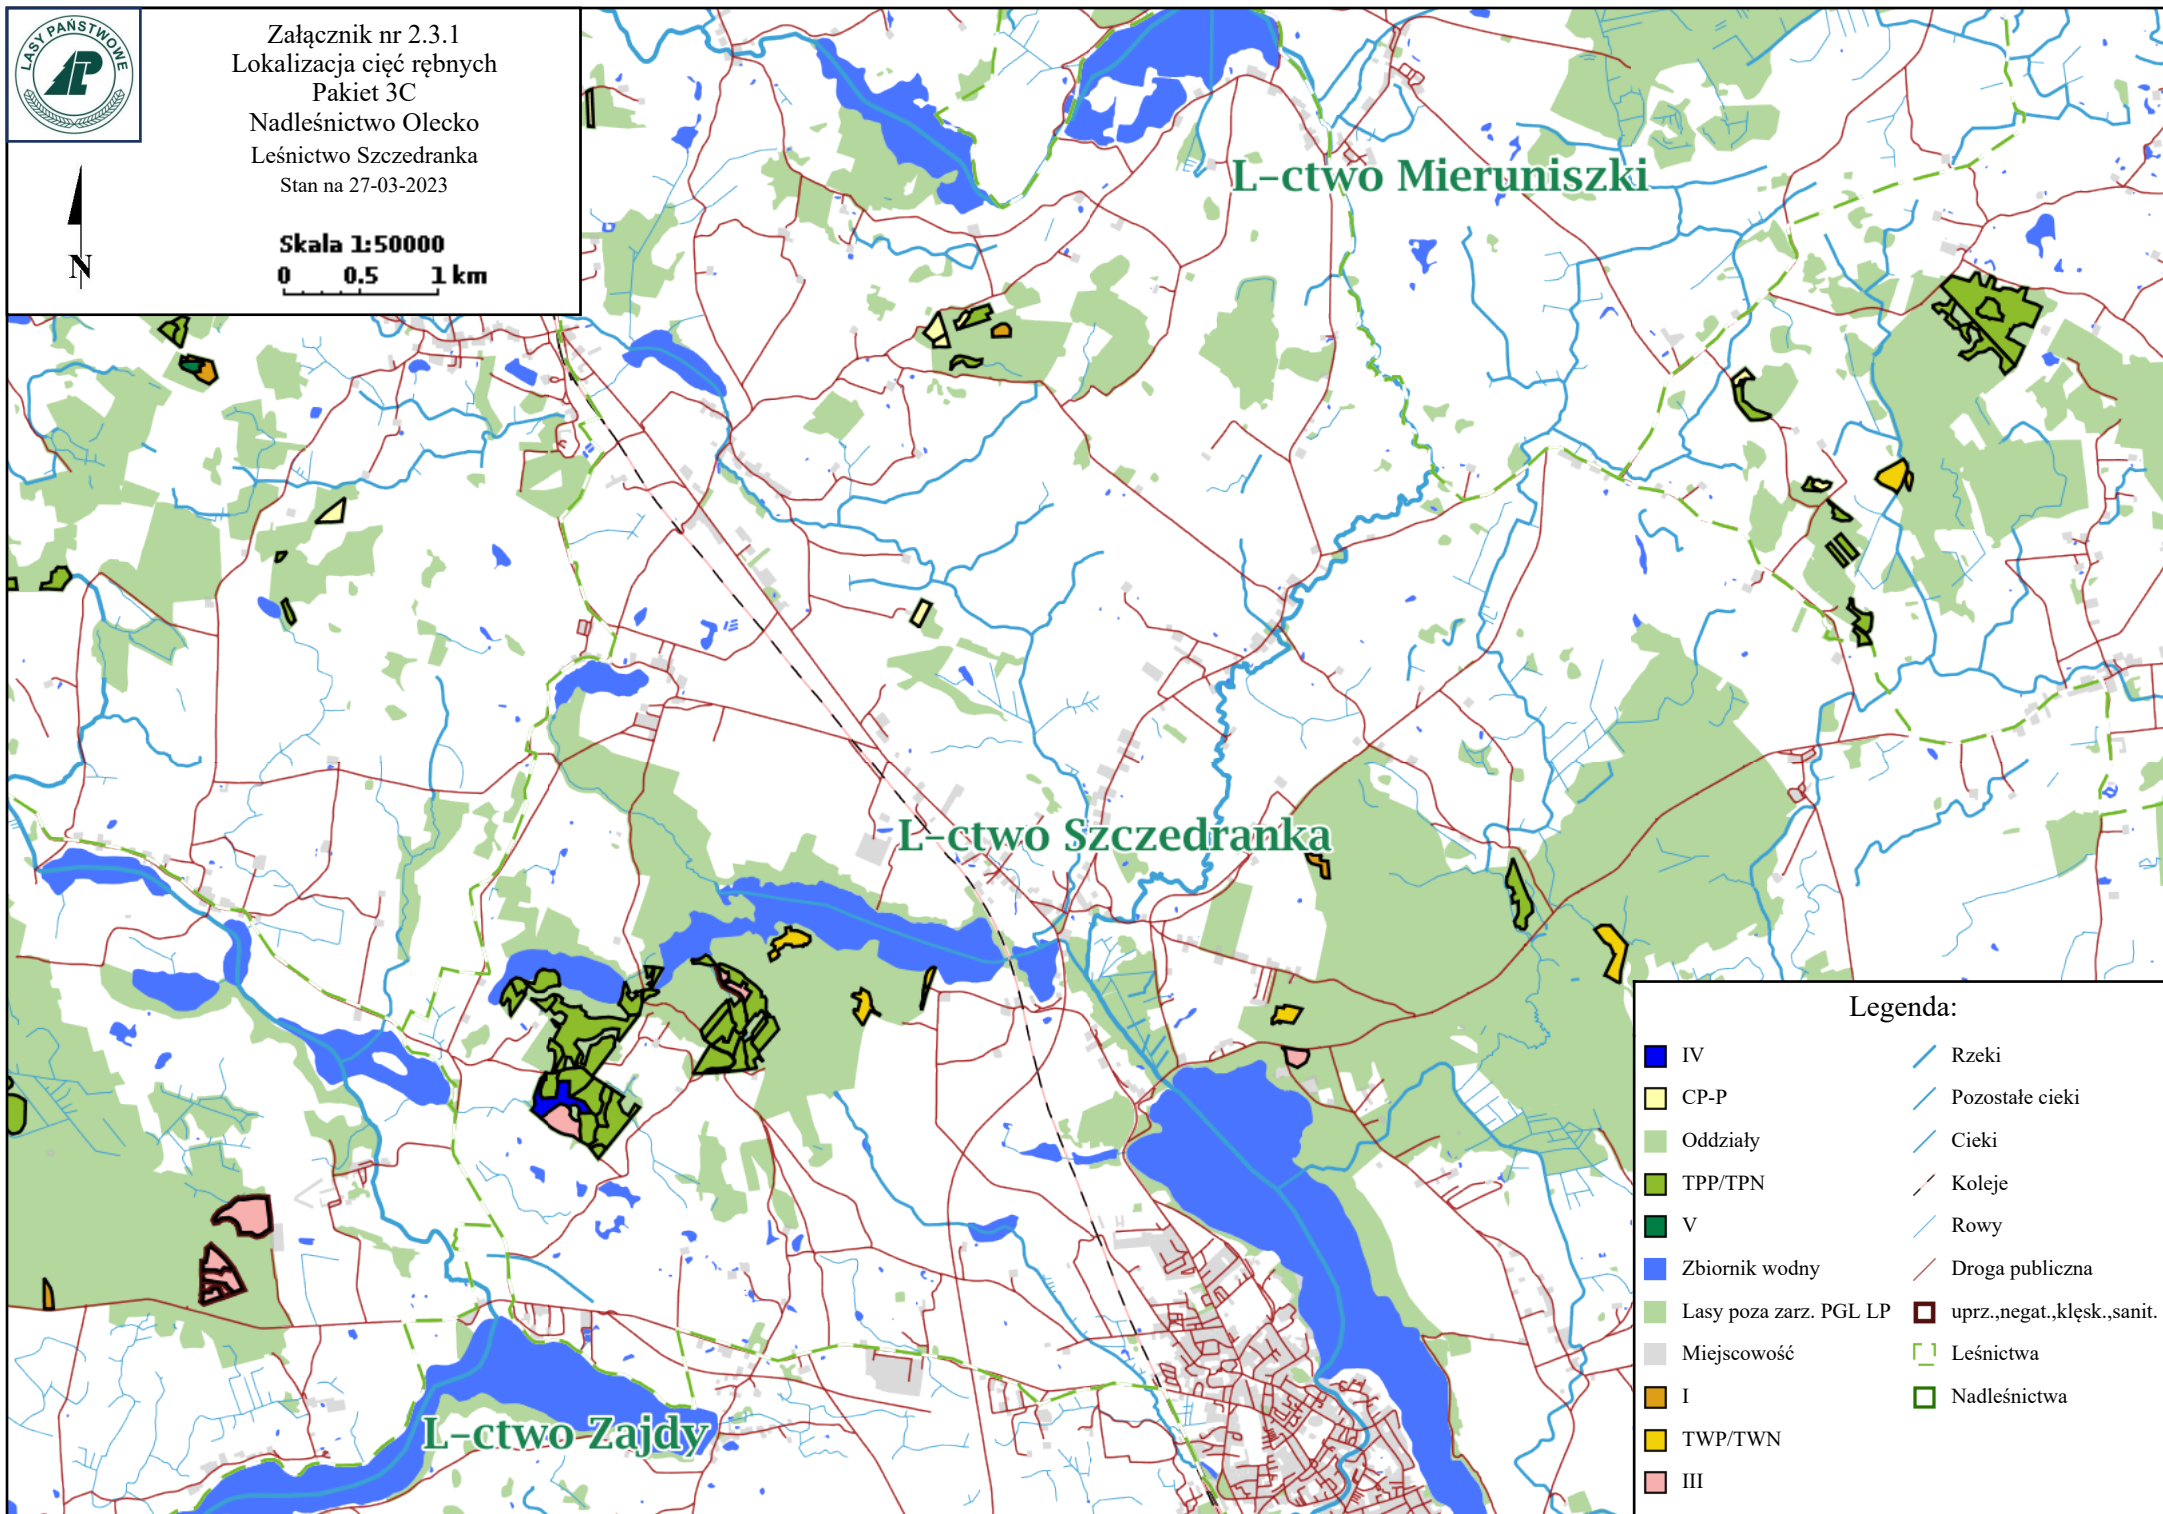 LASY PAŃSTWOWE
LP
Załącznik nr 2.3.1
Lokalizacja cięć rębnych
Pakiet 3C
Nadleśnictwo Olecko
Leśnictwo Szczedranka
Stan na 27-03-2023
N
Skala 1:50000
0 0.5 1 km
L-ctwo Mieruniszki
L-ctwo Szczedranka
L-ctwo Zajdy
Legenda:
IV
CP-P
Oddziały
TPP/TPN
V
Zbiornik wodny
Lasy poza zarz. PGL LP
Miejscowość
I
TWP/TWN
III
Rzeki
Pozostałe cieki
Cieki
Koleje
Rowy
Droga publiczna
uprz.,negat.,klęsk.,sanit.
Leśnictwa
Nadleśnictwa